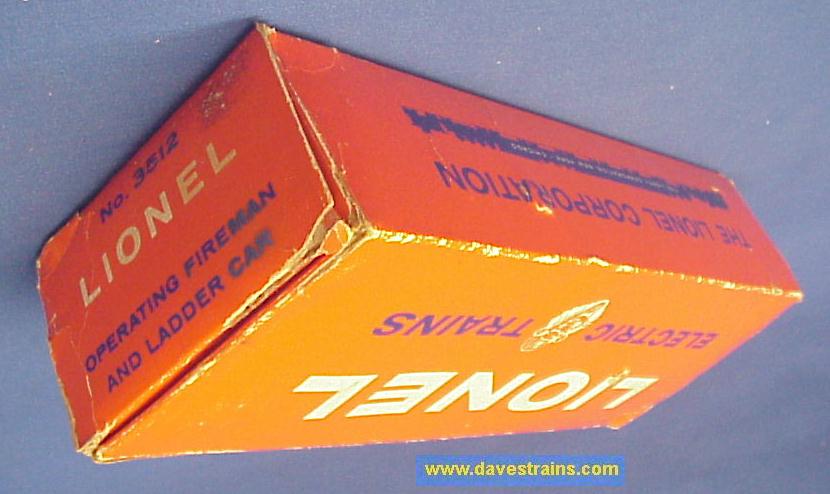 NO. 3512
LIONEL
OPERATING FIREMAN
AND LADDER CAR
THE LIONEL CORPORATION
ELECTRIC TRAINS
LIONEL
www.davestrains.com